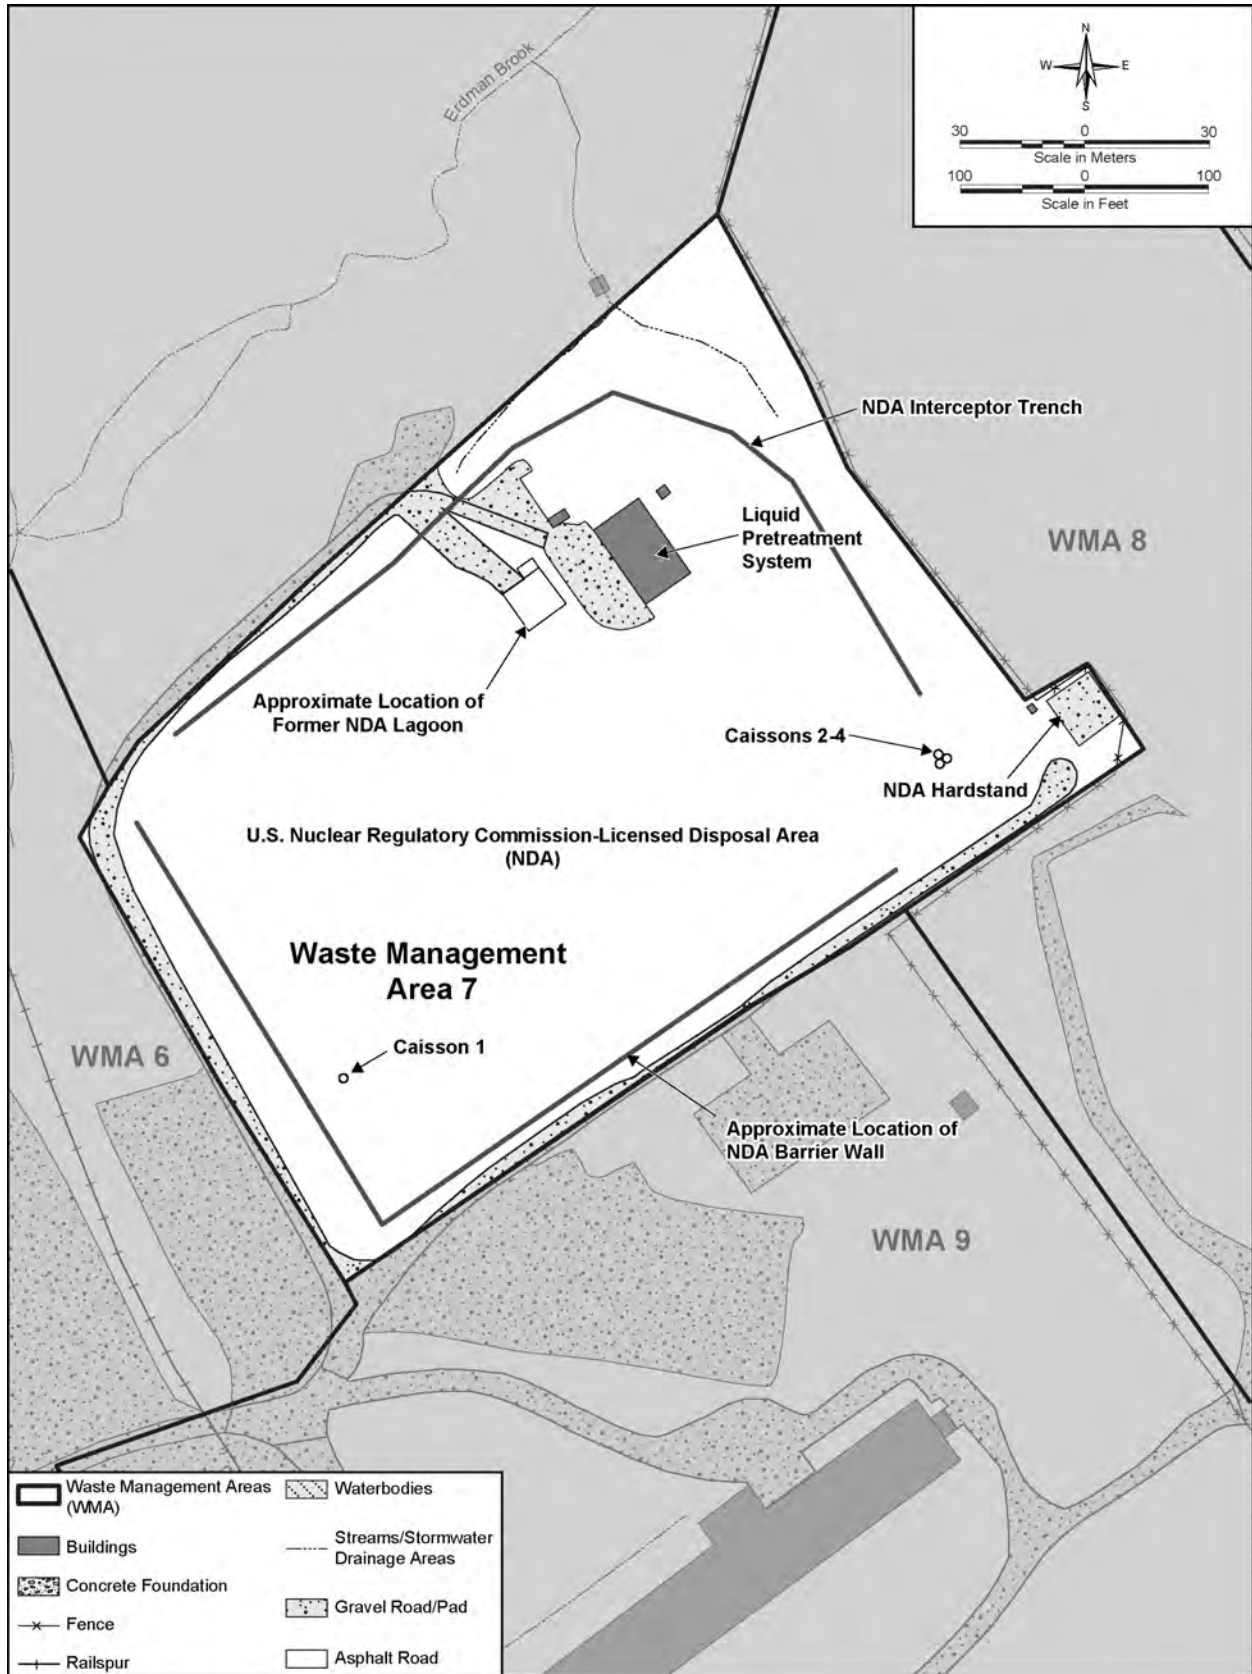 Erdman Brook
N
W E
S
30 0 30
Scale in Meters
100 0 100
Scale in Feet
NDA Interceptor Trench
Liquid
Pretreatment
System
WMA 8
Approximate Location of
Former NDA Lagoon
Caissons 2-4
NDA Hardstand
U.S. Nuclear Regulatory Commission-Licensed Disposal Area
(NDA)
Waste Management
Area 7
WMA 6
Caisson 1
Approximate Location of
NDA Barrier Wall
WMA 9
Waste Management Areas
(WMA)
Buildings
Concrete Foundation
Fence
Railspur
Waterbodies
Streams/Stormwater
Drainage Areas
Gravel Road/Pad
Asphalt Road